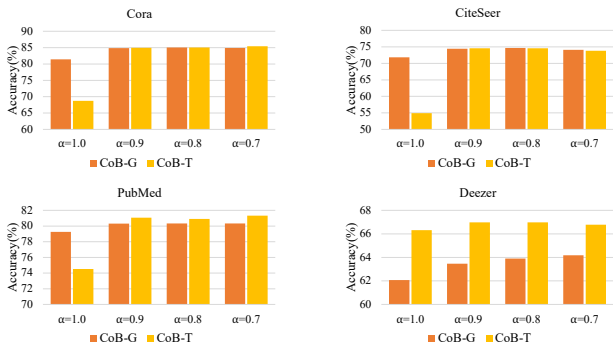 Cora
Accuracy(%)
90
85
80
75
70
65
60
α=1.0 α=0.9 α=0.8 α=0.7
CoB-G CoB-T
CiteSeer
Accuracy(%)
80
75
70
65
60
55
50
α=1.0 α=0.9 α=0.8 α=0.7
CoB-G CoB-T
PubMed
Accuracy(%)
82
80
78
76
74
72
70
α=1.0 α=0.9 α=0.8 α=0.7
CoB-G CoB-T
Deezer
Accuracy(%)
68
66
64
62
60
α=1.0 α=0.9 α=0.8 α=0.7
CoB-G CoB-T